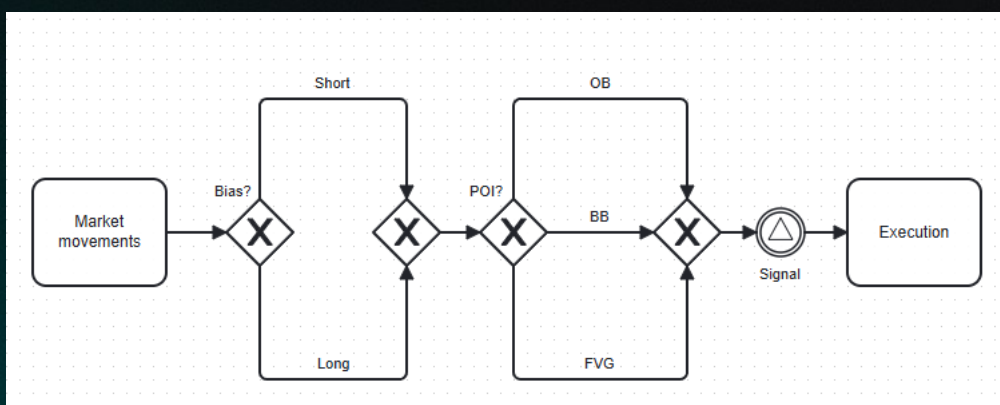 Short
OB
Bias?
POI?
Market
movements
X
X
X
BB
X
Execution
Signal
Long
FVG